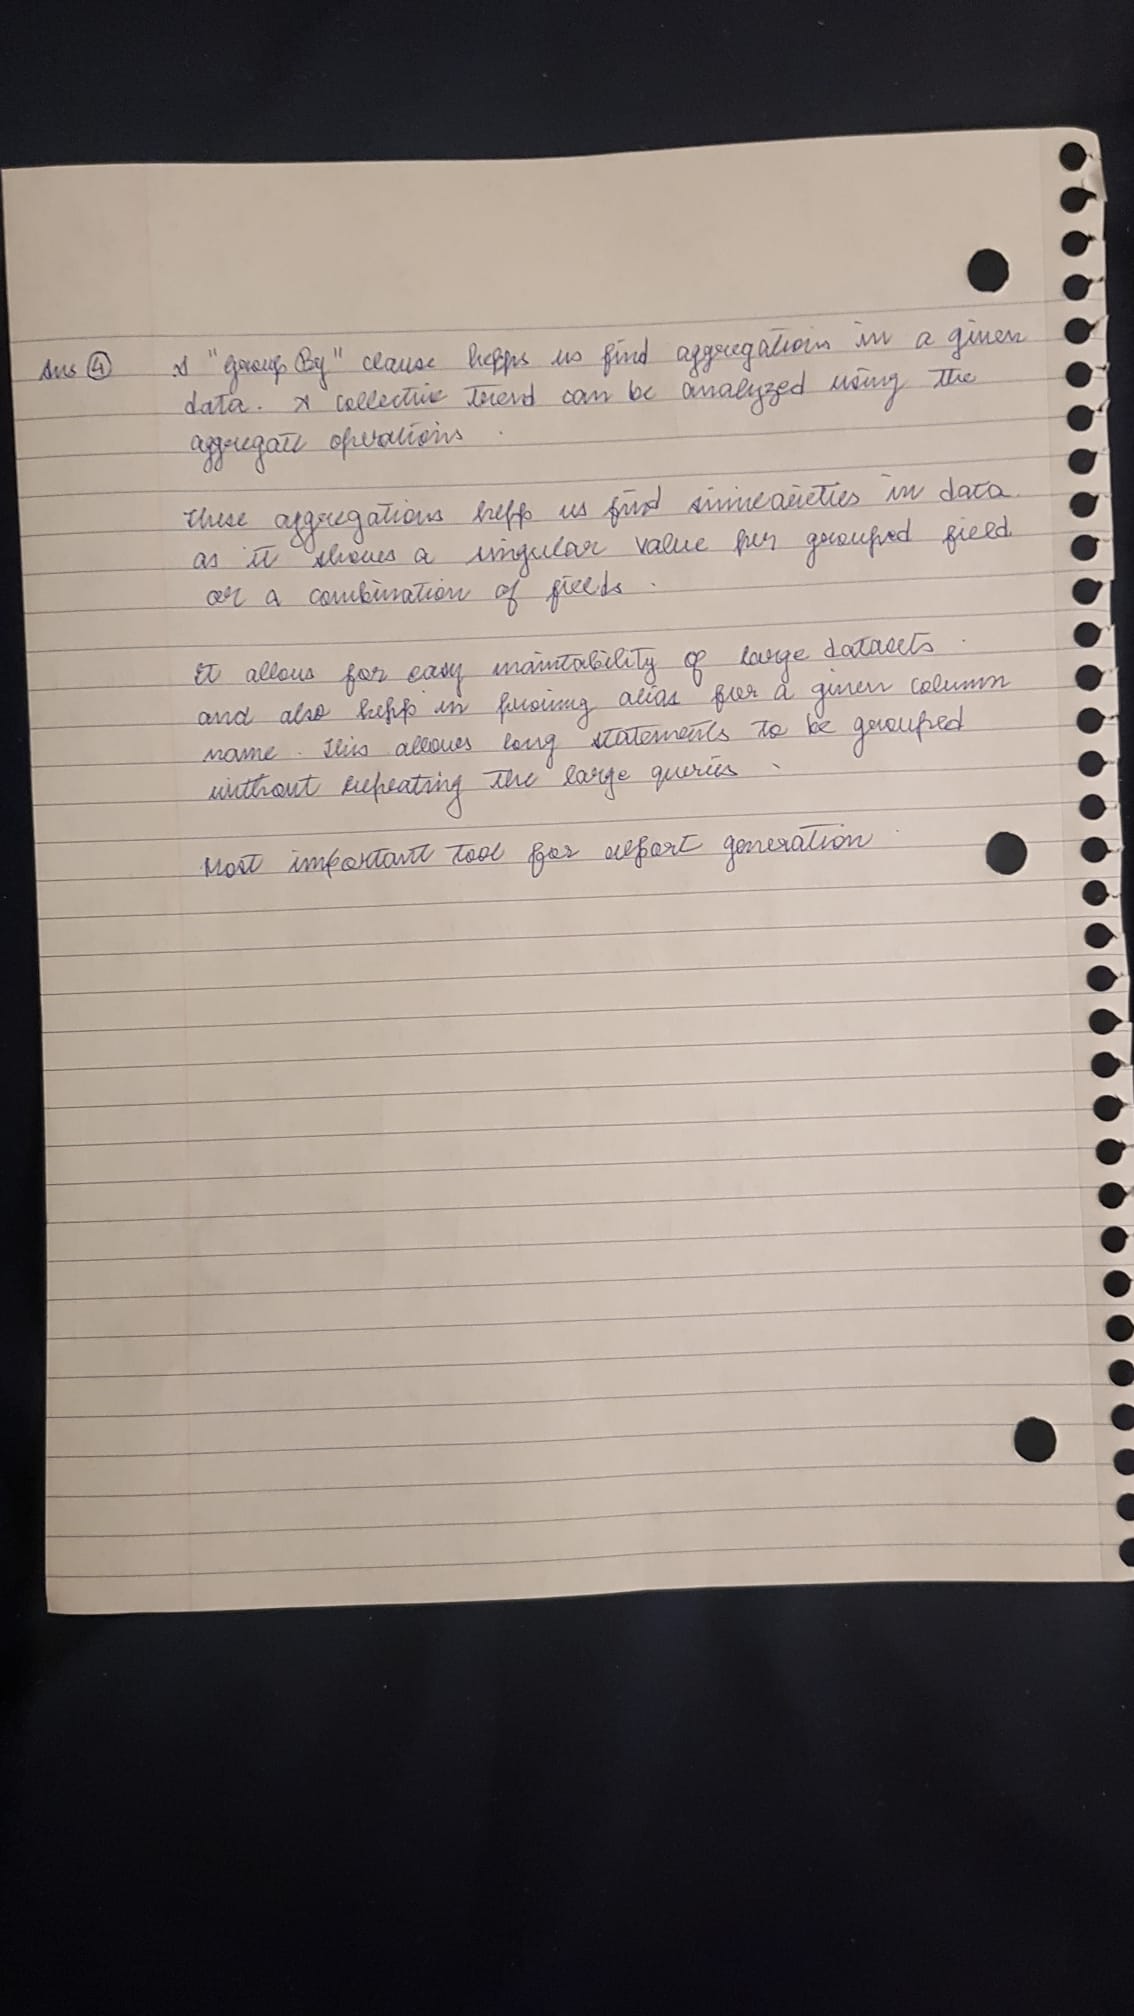 Ans ④ A "Group By" clause helps us find aggregations in a given
data. A collective trend can be analyzed using the
aggregate operations.
These aggregations help us find similarities in data
as it shows a singular value per grouped field
or a combination of fields.
It allows for easy maintability of large datasets.
and also help in alias for a given column
name. This allows long statements to be grouped
without repeating the large queries.
Most important tool for report generation.